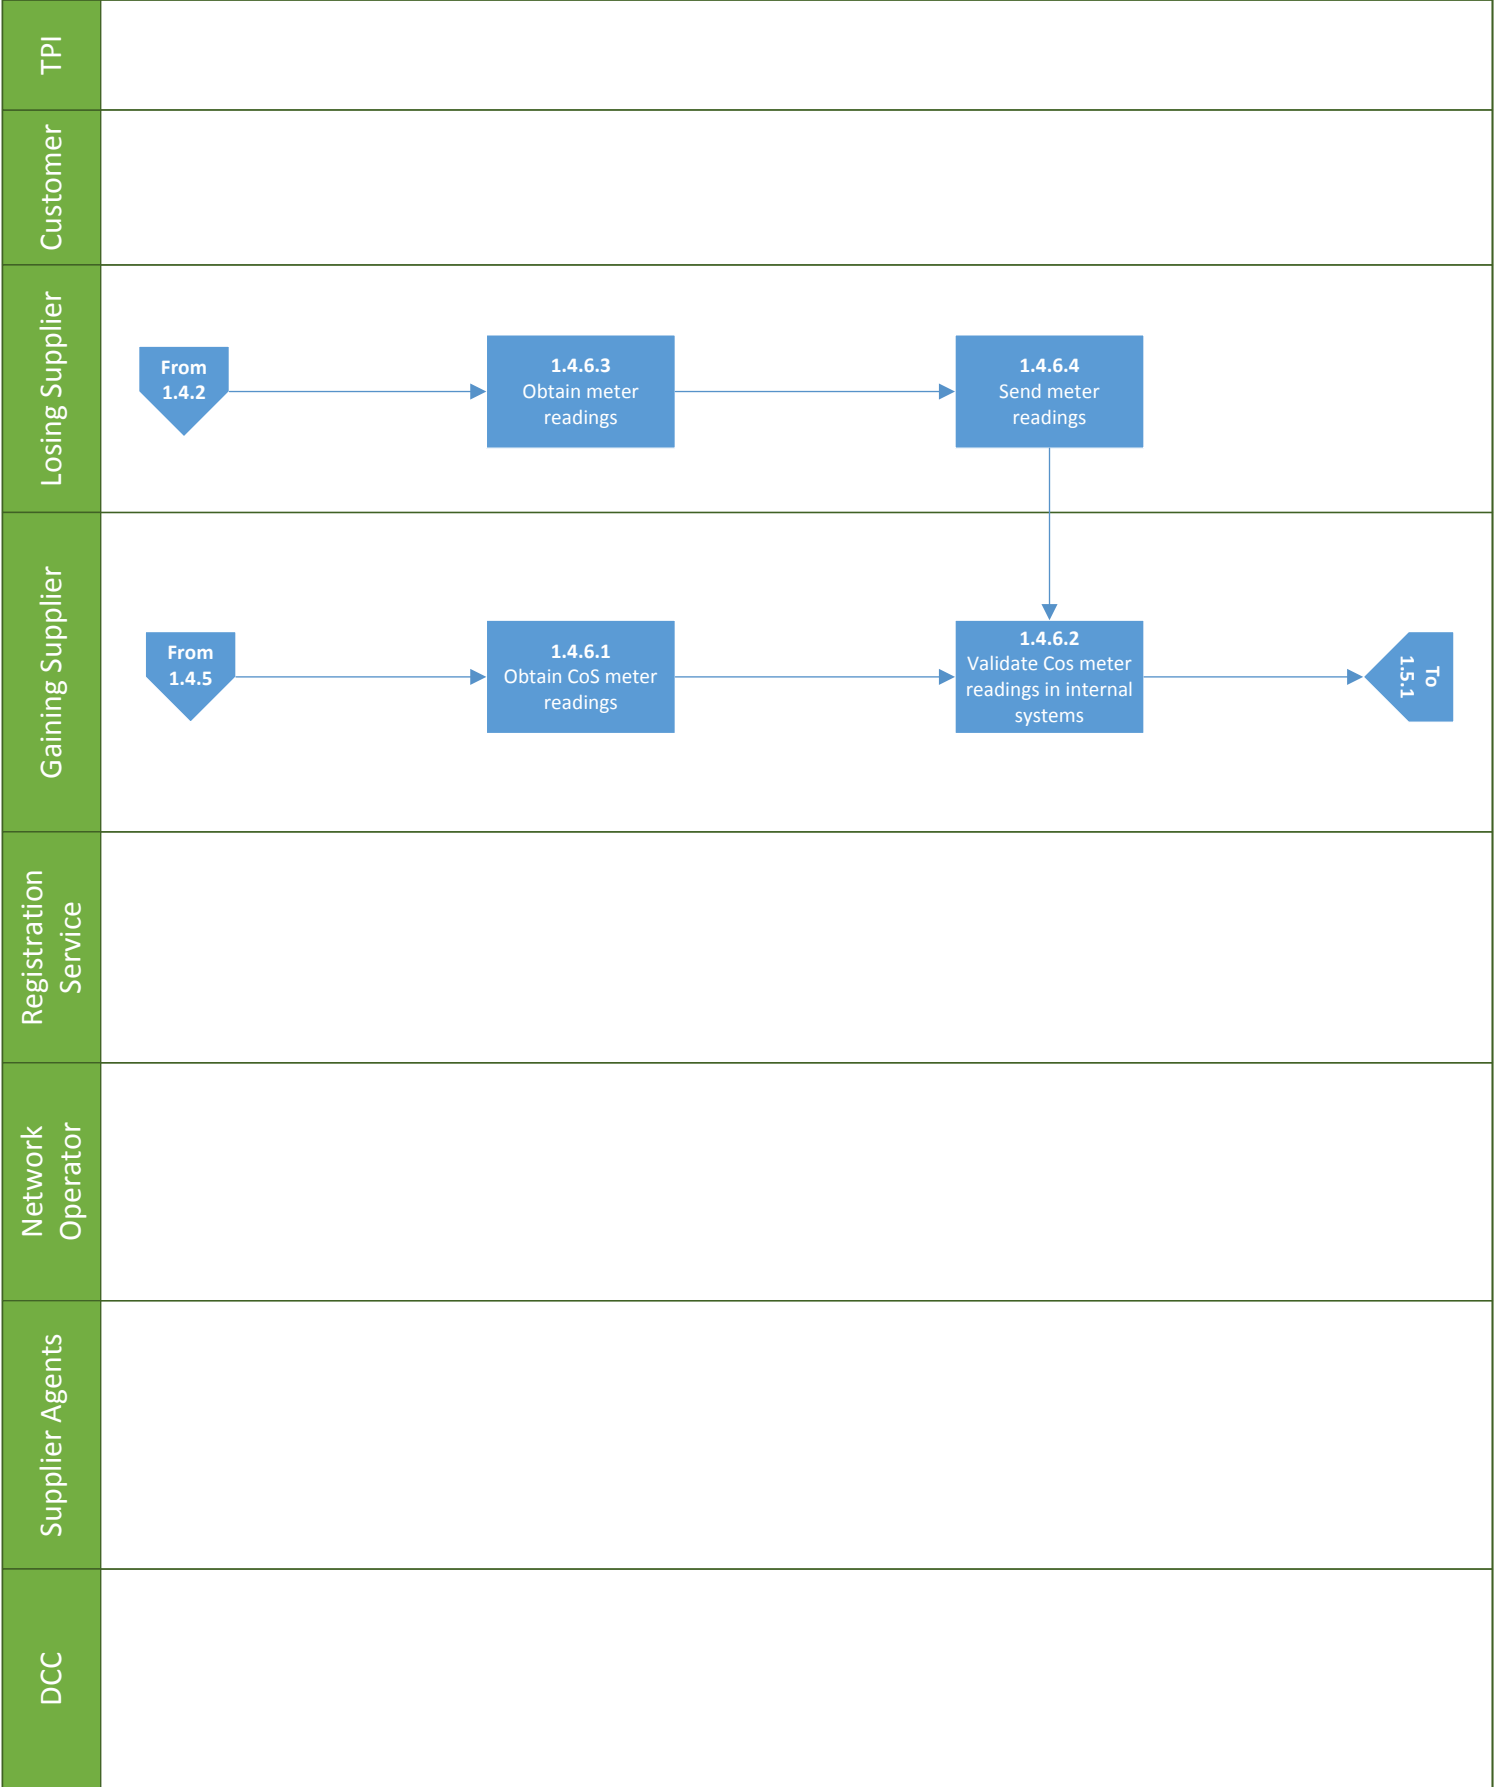 TPI
Customer
Losing Supplier
From
1.4.2
1.4.6.3
Obtain meter
readings
1.4.6.4
Send meter
readings
Gaining Supplier
From
1.4.5
1.4.6.1
Obtain CoS meter
readings
1.4.6.2
Validate Cos meter
readings in internal
systems
To
1.5.1
Registration
Service
Network
Operator
Supplier Agents
DCC